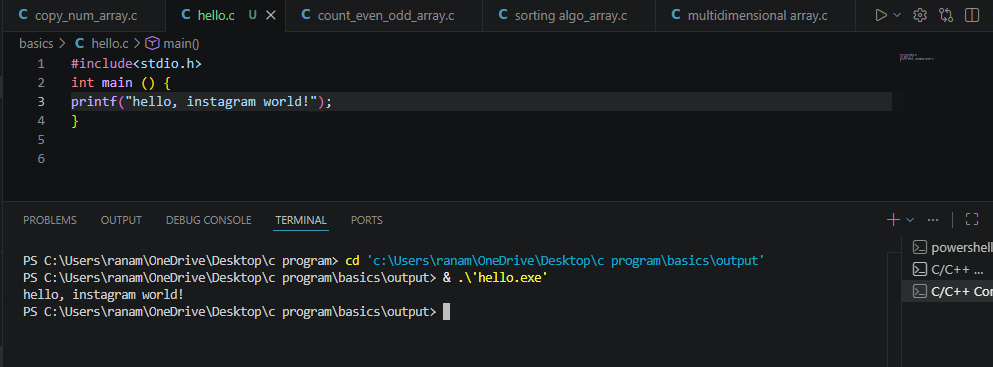 C copy_num_array.c C hello.c U × C count_even_odd_array.c C sorting algo_array.c C multidimensional array.c
basics > C hello.c > main()
1 #include<stdio.h>
2 int main () {
3 printf("hello, instagram world!");
4 }
5
6
PROBLEMS OUTPUT DEBUG CONSOLE TERMINAL PORTS
PS C:\Users\ranam\OneDrive\Desktop\c program> cd 'c:\Users\ranam\OneDrive\Desktop\c program\basics\output'
PS C:\Users\ranam\OneDrive\Desktop\c program\basics\output> & .\'hello.exe'
hello, instagram world!
PS C:\Users\ranam\OneDrive\Desktop\c program\basics\output>
powershell
C/C++ ...
C/C++ Cor